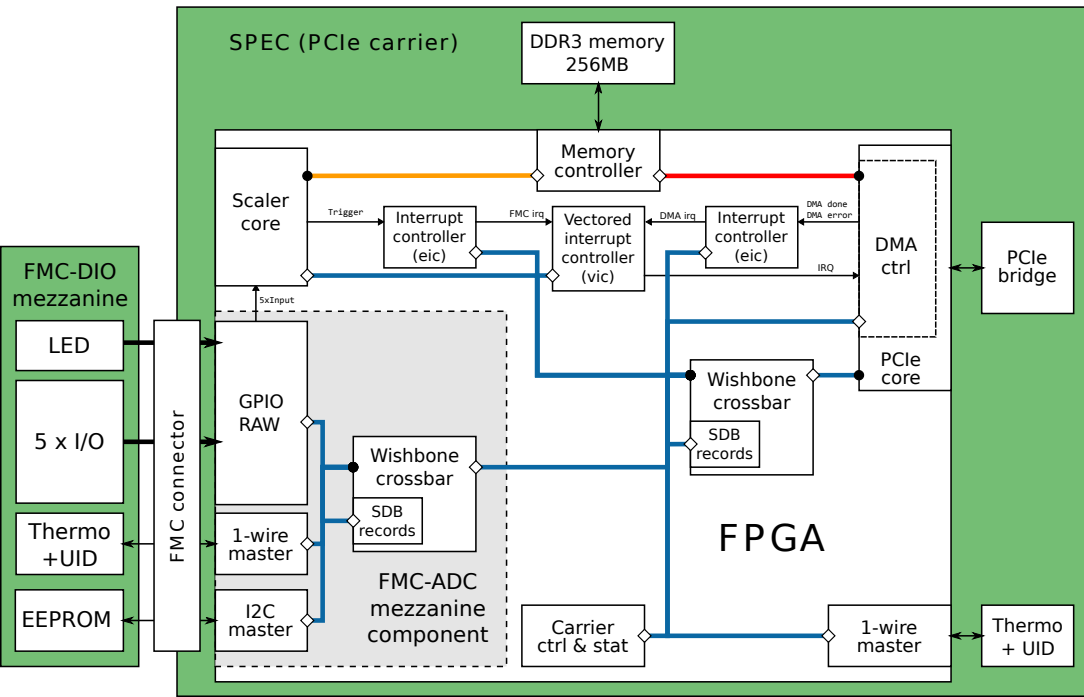 SPEC (PCIe carrier)
DDR3 memory
256MB
Memory
controller
Scaler
core
Trigger
Interrupt
controller
(eic)
FMC irq
Vectored
interrupt
controller
(vic)
DMA irq
Interrupt
controller
(eic)
DMA done
DMA error
IRQ
DMA
ctrl
PCIe
core
PCIe
bridge
FMC-DIO
mezzanine
LED
5 x I/O
Thermo
+UID
EEPROM
FMC connector
5xInput
GPIO
RAW
1-wire
master
I2C
master
Wishbone
crossbar
SDB
records
FMC-ADC
mezzanine
component
Wishbone
crossbar
SDB
records
FPGA
Carrier
ctrl & stat
1-wire
master
Thermo
+ UID